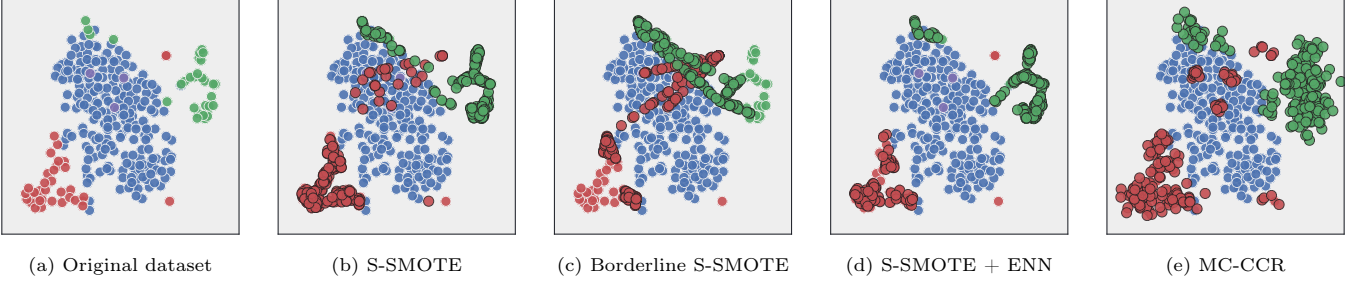 (a) Original dataset
(b) S-SMOTE
(c) Borderline S-SMOTE
(d) S-SMOTE + ENN
(e) MC-CCR